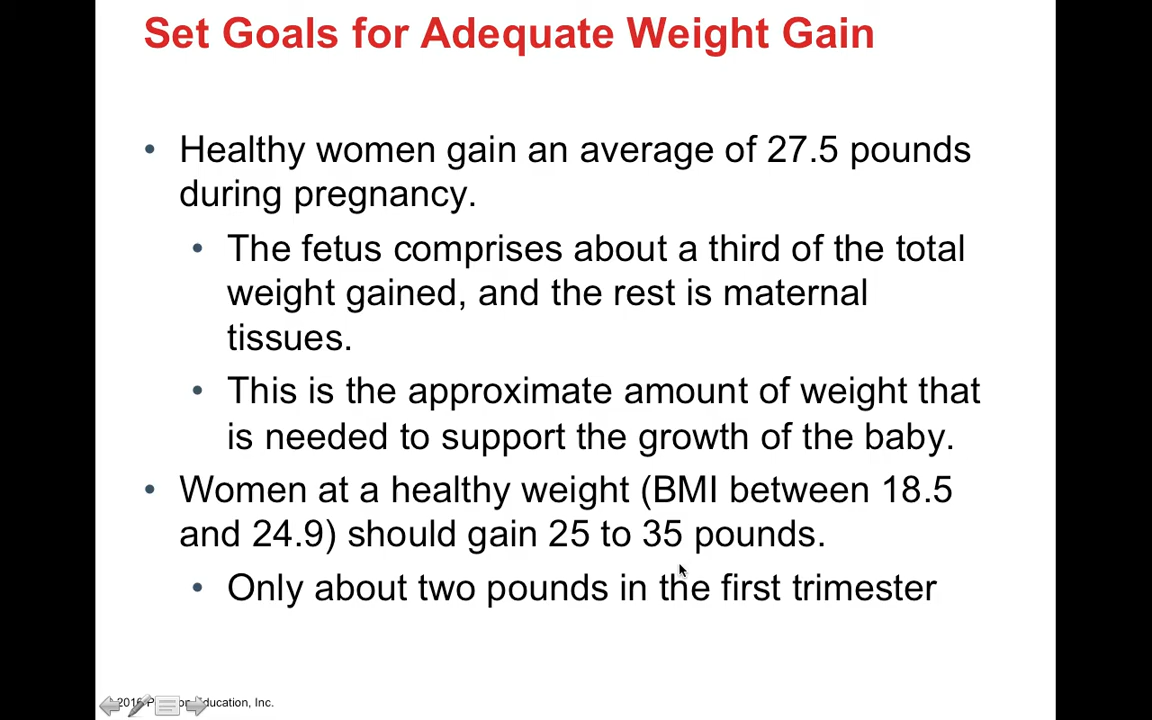 Set Goals for Adequate Weight Gain
• Healthy women gain an average of 27.5 pounds
during pregnancy.
• The fetus comprises about a third of the total
weight gained, and the rest is maternal
tissues.
• This is the approximate amount of weight that
is needed to support the growth of the baby.
• Women at a healthy weight (BMI between 18.5
and 24.9) should gain 25 to 35 pounds.
• Only about two pounds in the first trimester
2016 Education, Inc.